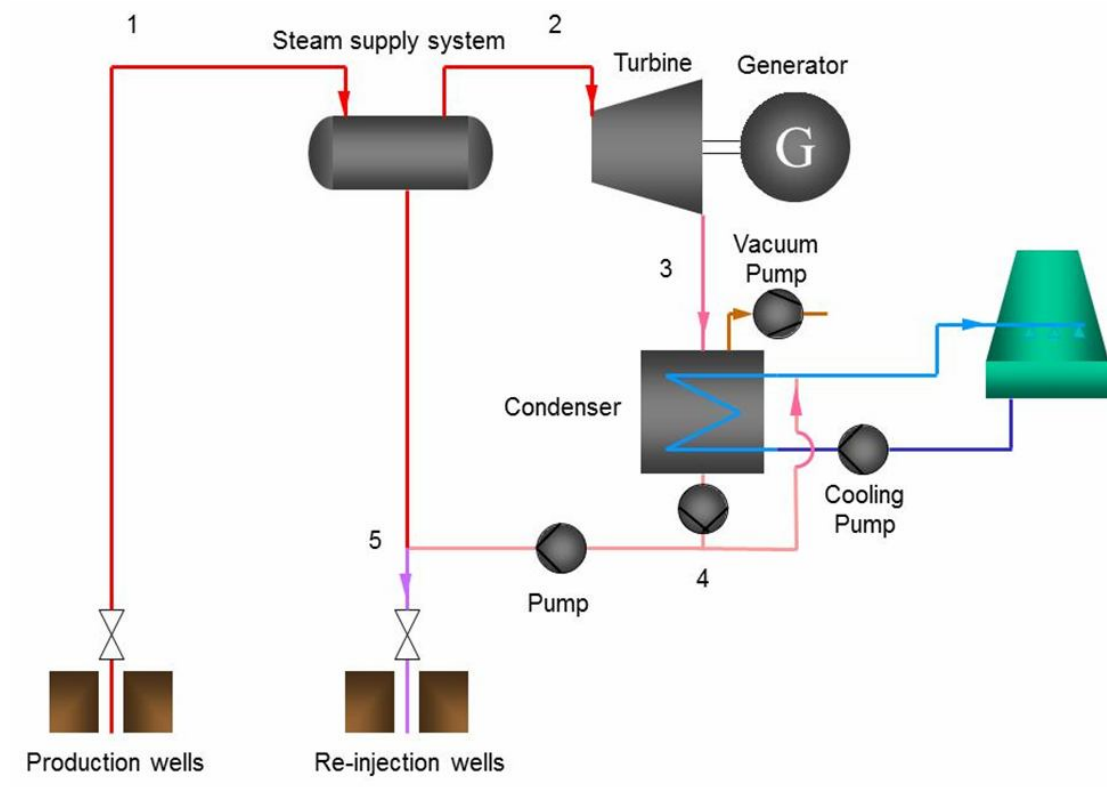 1
Steam supply system
2
Turbine
Generator
G
3
Vacuum
Pump
Condenser
Cooling
Pump
5
4
Pump
Production wells
Re-injection wells